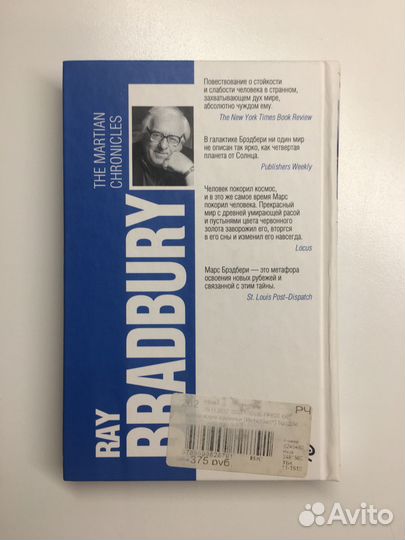 THE MARTIAN
CHRONICLES
RAY
BRADBURY
Повествование о стойкости
и слабости человека в странном,
захватывающем дух мире,
абсолютно чуждом ему.
The New York Times Book Review
В галактике Брэдбери ни один мир
не описан так ярко, как четвертая
планета от Солнца.
Publishers Weekly
Человек покорил космос,
и в это же самое время Марс
покорил человека. Прекрасный
мир с древней умирающей расой
и пустынями цвета червонного
золота заворожил его, вторгся
в его сны и изменил его навсегда.
Locus
Марс Брэдбери — это метафора
освоения новых рубежей и
связанной с этим тайны.
St. Louis Post-Dispatch
375 руб
Avito